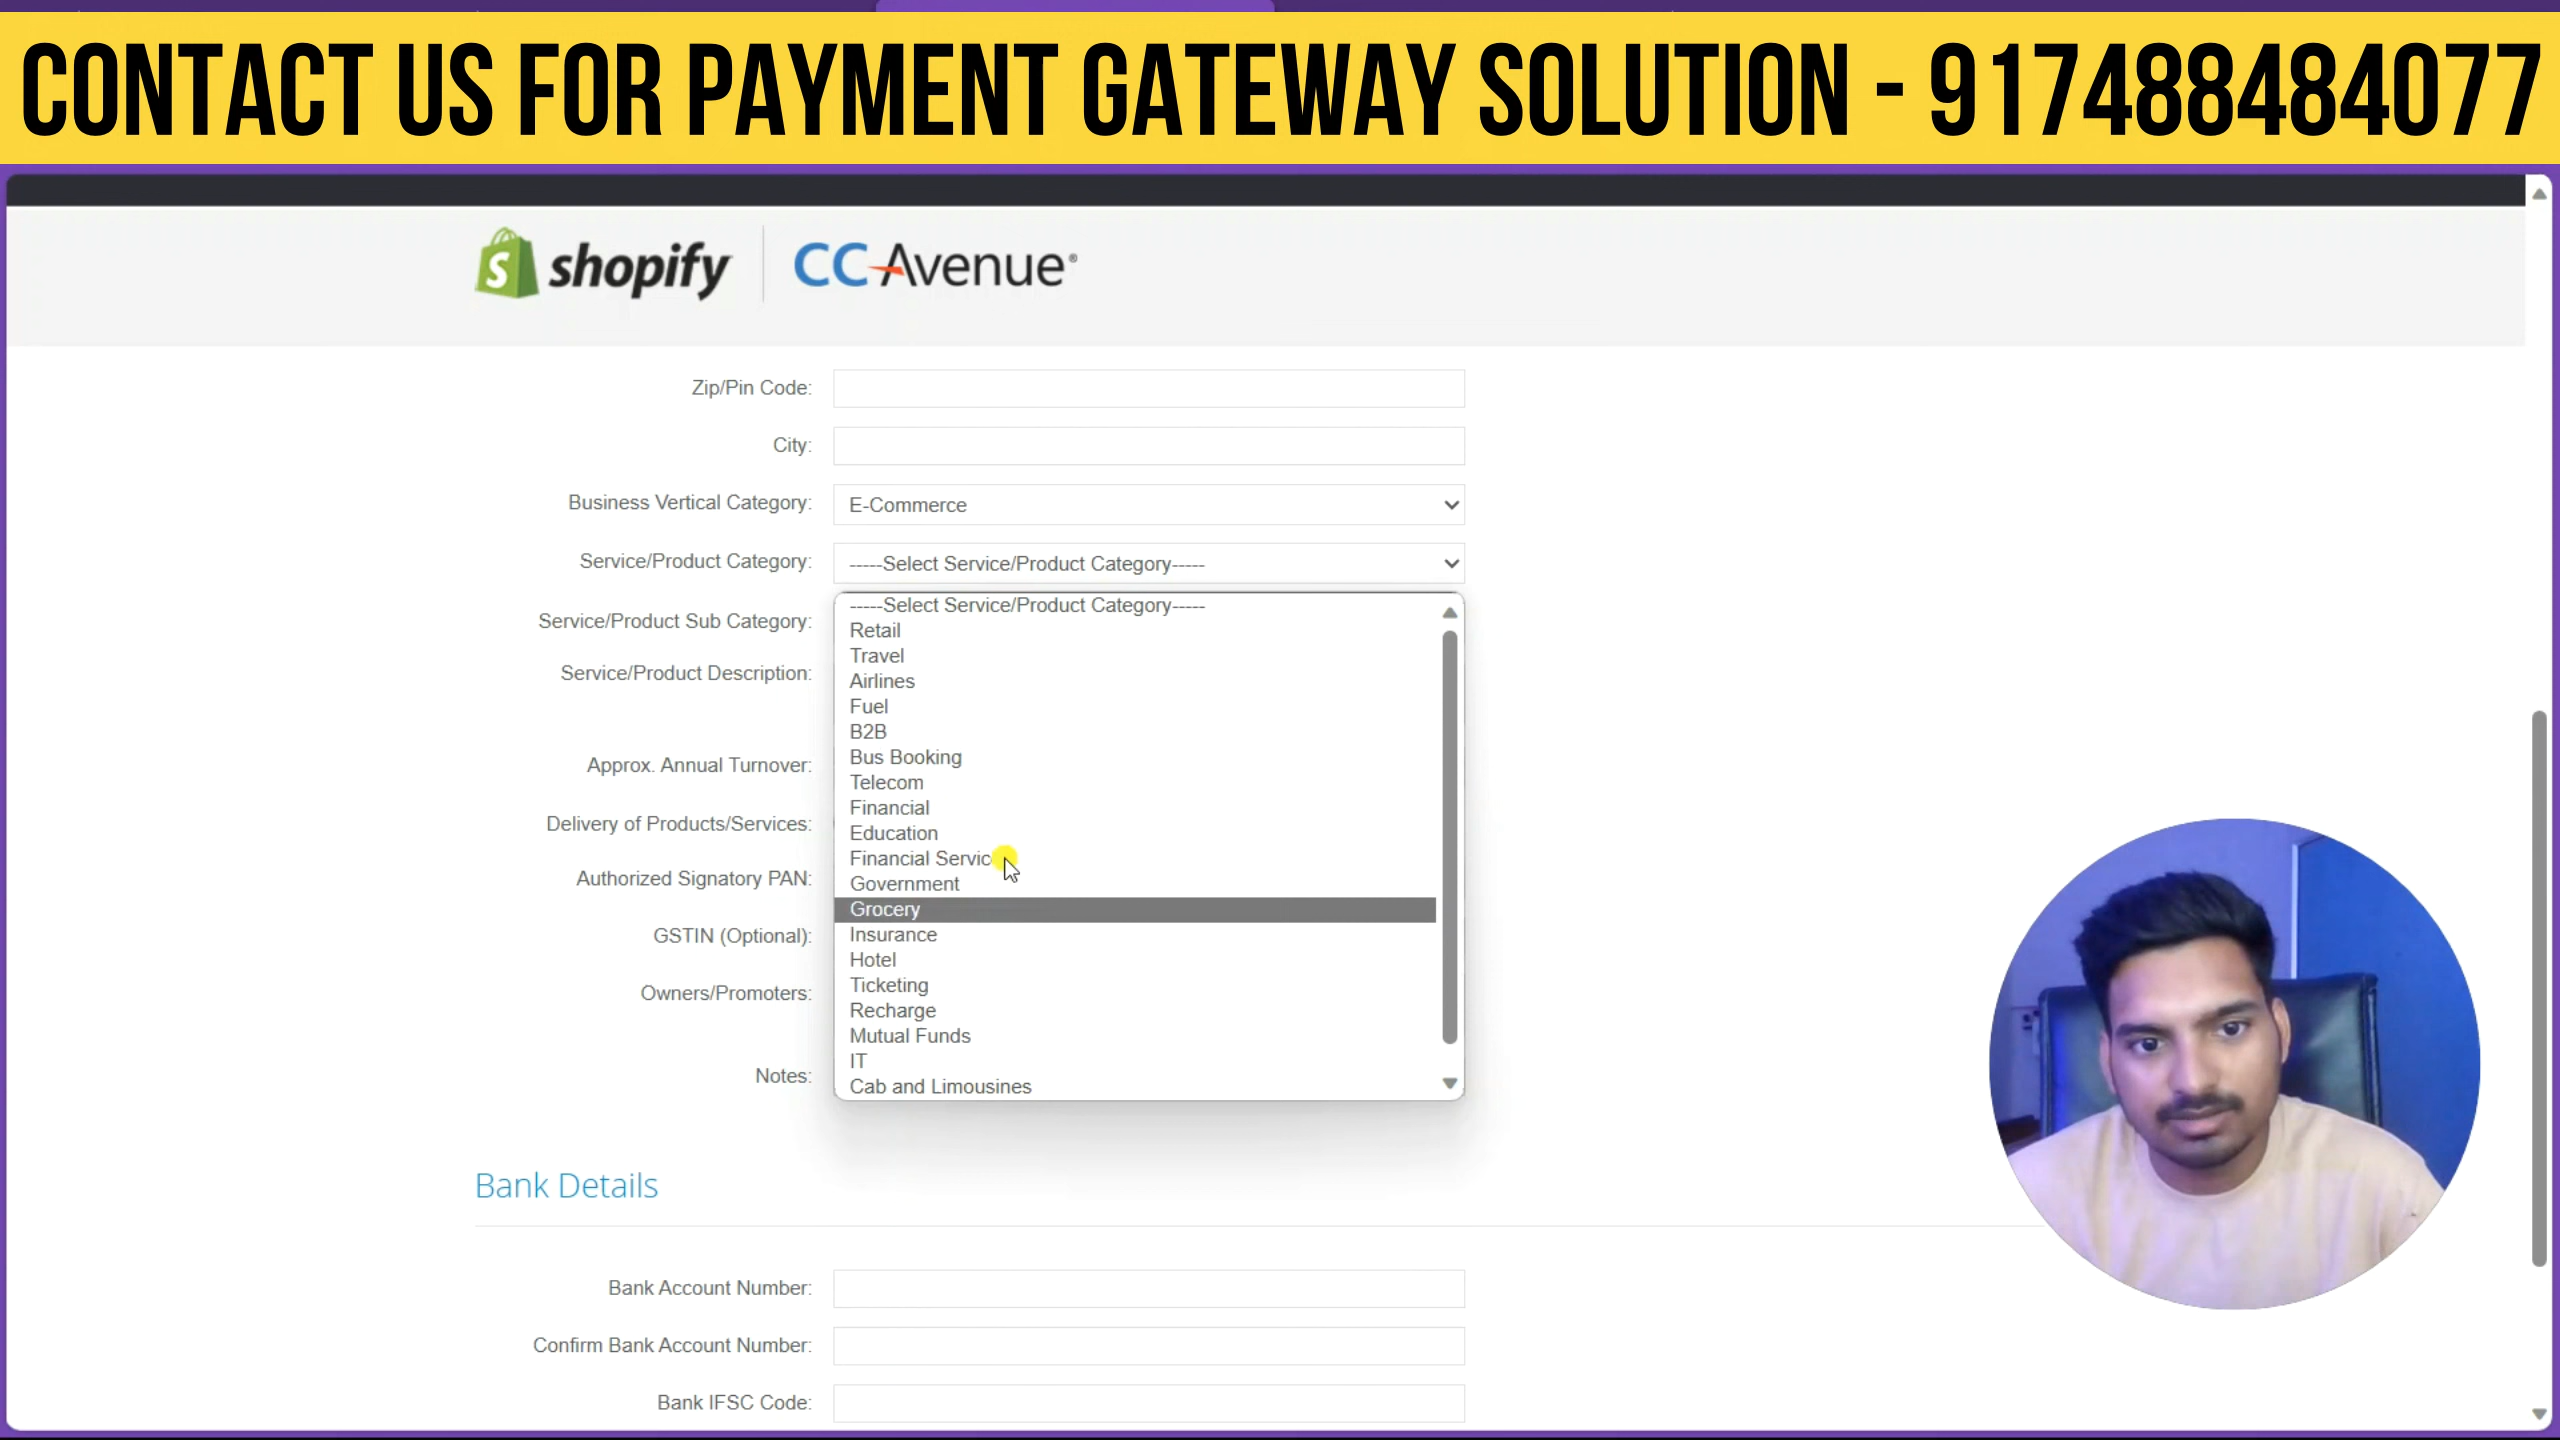 CONTACT US FOR PAYMENT GATEWAY SOLUTION - 917488484077
shopify CCAvenue®
Zip/Pin Code:
City:
Business Vertical Category: E-Commerce
Service/Product Category: -----Select Service/Product Category-----
-----Select Service/Product Category-----
Service/Product Sub Category:
Retail
Travel
Service/Product Description:
Airlines
Fuel
B2B
Bus Booking
Approx. Annual Turnover:
Telecom
Financial
Delivery of Products/Services:
Education
Financial Servic
Authorized Signatory PAN:
Government
Grocery
GSTIN (Optional):
Insurance
Hotel
Ticketing
Owners/Promoters:
Recharge
Mutual Funds
IT
Notes:
Cab and Limousines
Bank Details
Bank Account Number:
Confirm Bank Account Number:
Bank IFSC Code: